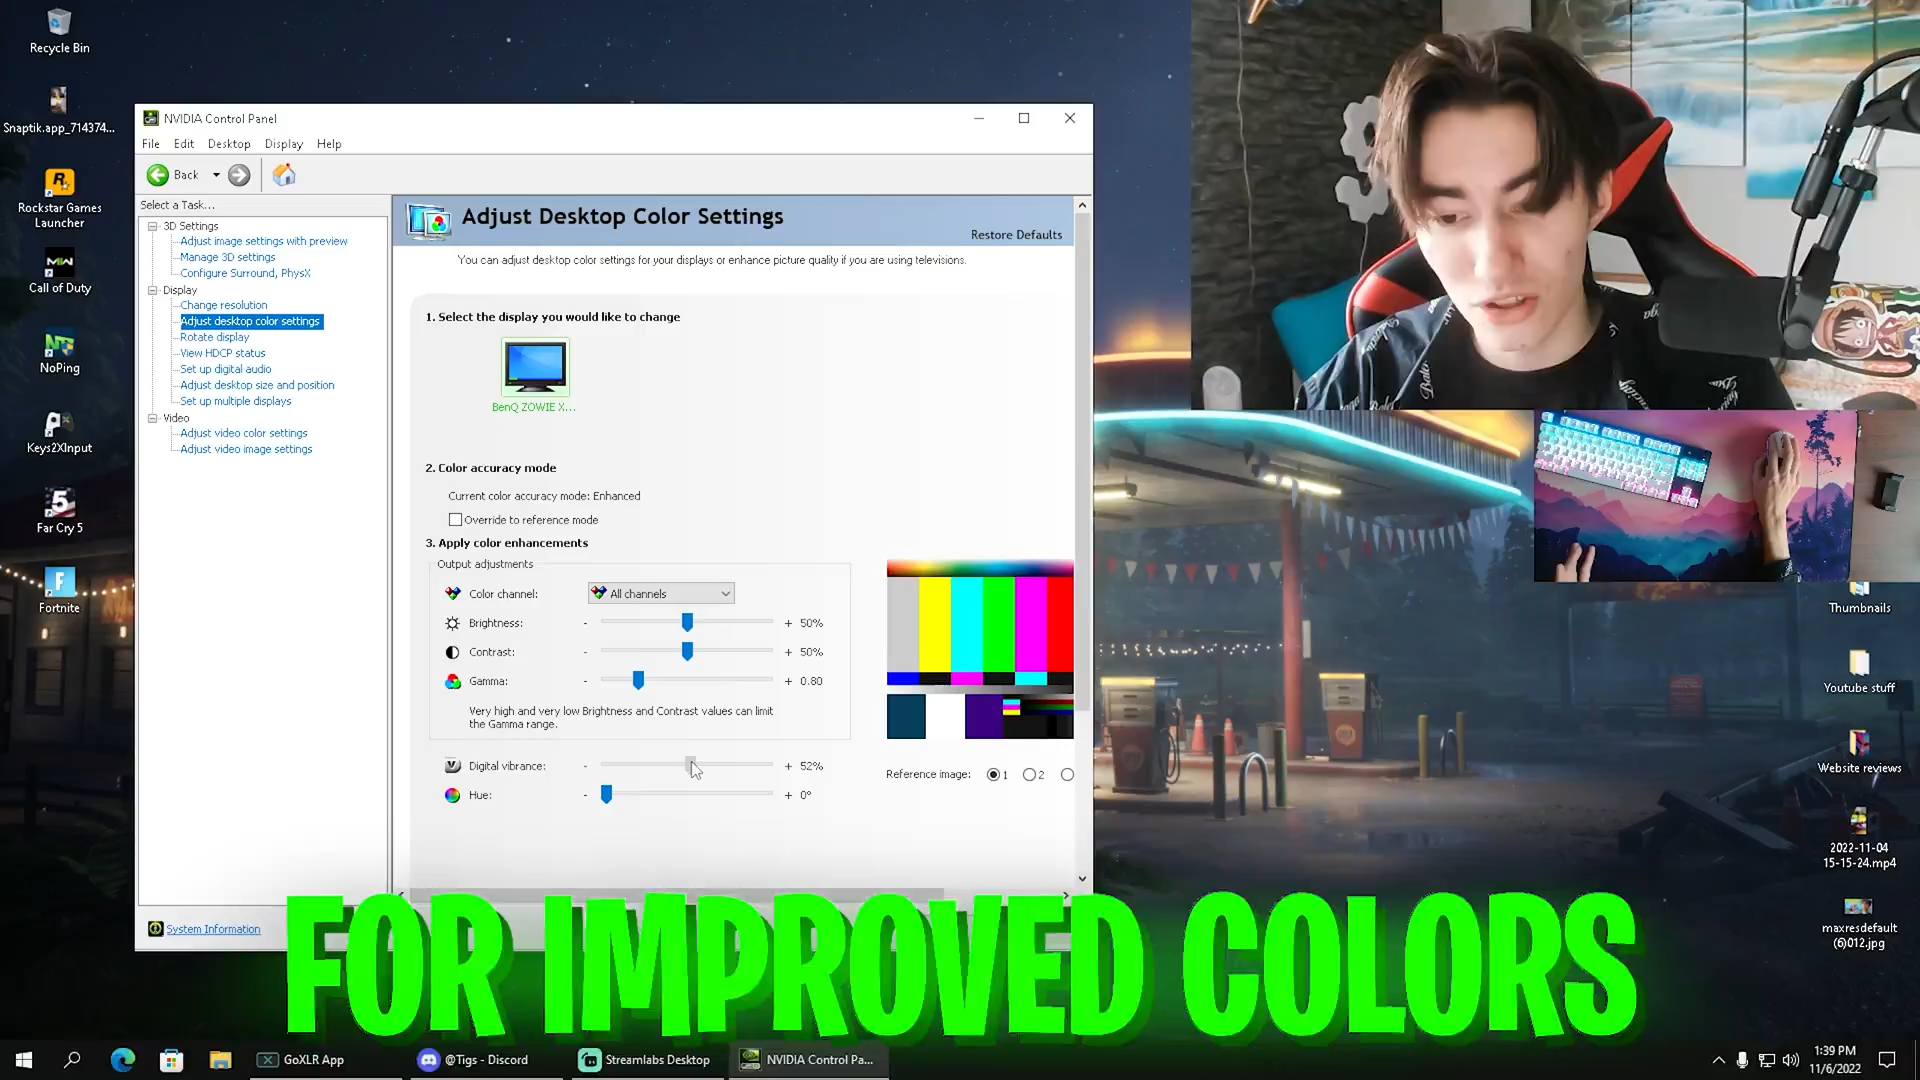 Recycle Bin
Snaptik.app_714374...
Rockstar Games
Launcher
Call of Duty
NoPing
Keys2XInput
Far Cry 5
Fortnite
NVIDIA Control Panel
File Edit Desktop Display Help
Back
Select a Task...
3D Settings
Adjust image settings with preview
Manage 3D settings
Configure Surround, PhysX
Display
Change resolution
Adjust desktop color settings
Rotate display
View HDCP status
Set up digital audio
Adjust desktop size and position
Set up multiple displays
Video
Adjust video color settings
Adjust video image settings
System Information
Adjust Desktop Color Settings
Restore Defaults
You can adjust desktop color settings for your displays or enhance picture quality if you are using televisions.
1. Select the display you would like to change
BenQ ZOWIE X...
2. Color accuracy mode
Current color accuracy mode: Enhanced
Override to reference mode
3. Apply color enhancements
Output adjustments
Color channel: All channels
Brightness: - + 50%
Contrast: - + 50%
Gamma: - + 0.80
Very high and very low Brightness and Contrast values can limit
the Gamma range.
Digital vibrance: - + 52%
Hue: - + 0°
Reference image: 1 2
Thumbnails
Youtube stuff
Website reviews
2022-11-04
15-15-24.mp4
maxresdefault
(6)012.jpg
FOR IMPROVED COLORS
GoXLR App
@Tigs - Discord
Streamlabs Desktop
NVIDIA Control Pa...
1:39 PM
11/6/2022